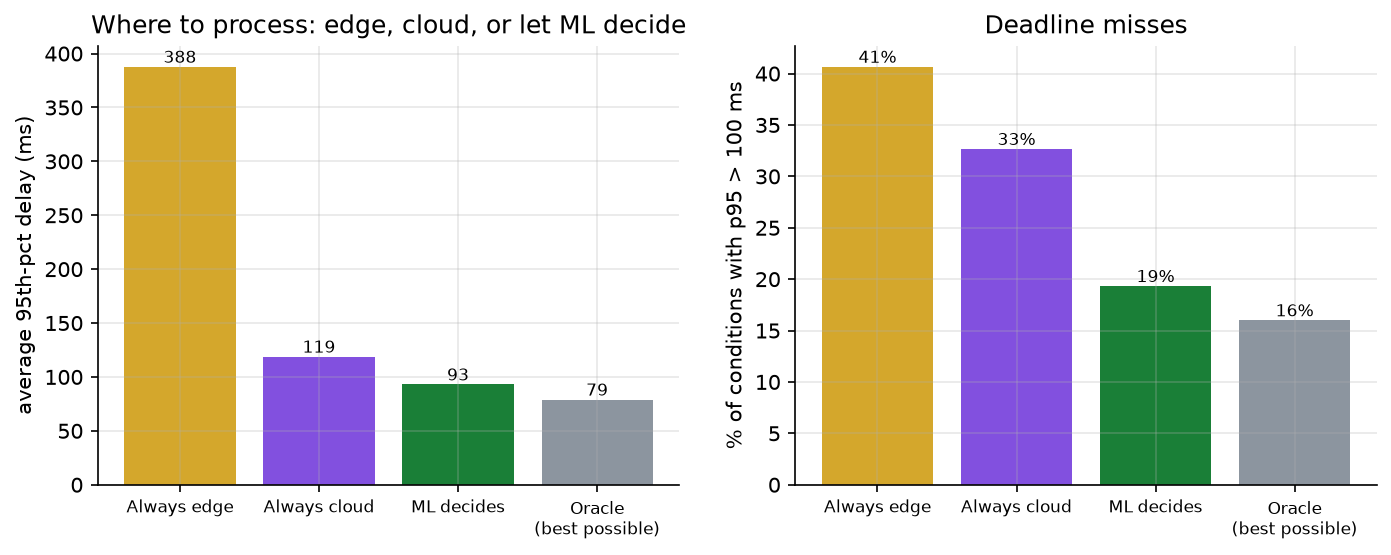 Where to process: edge, cloud, or let ML decide
average 95th-pct delay (ms)
400
350
300
250
200
150
100
50
0
388
119
93
79
Always edge
Always cloud
ML decides
Oracle
(best possible)
Deadline misses
% of conditions with p95 > 100 ms
40
35
30
25
20
15
10
5
0
41%
33%
19%
16%
Always edge
Always cloud
ML decides
Oracle
(best possible)